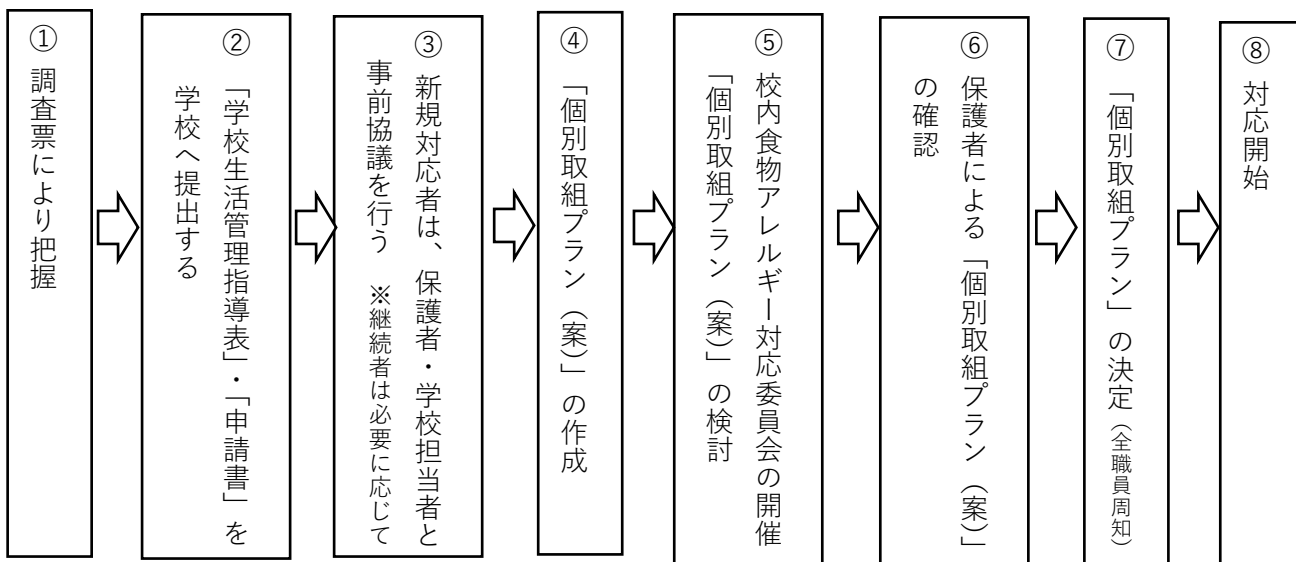 ① 調査票により把握
② 「学校生活管理指導表」・「申請書」を
学校へ提出する
③ 新規対応者は、保護者・学校担当者と
事前協議を行う ※継続者は必要に応じて
④ 「個別取組プラン（案）」の作成
⑤ 校内食物アレルギー対応委員会の開催
「個別取組プラン（案）」の検討
⑥ 保護者による「個別取組プラン（案）」
の確認
⑦ 「個別取組プラン」の決定（全職員周知）
⑧ 対応開始